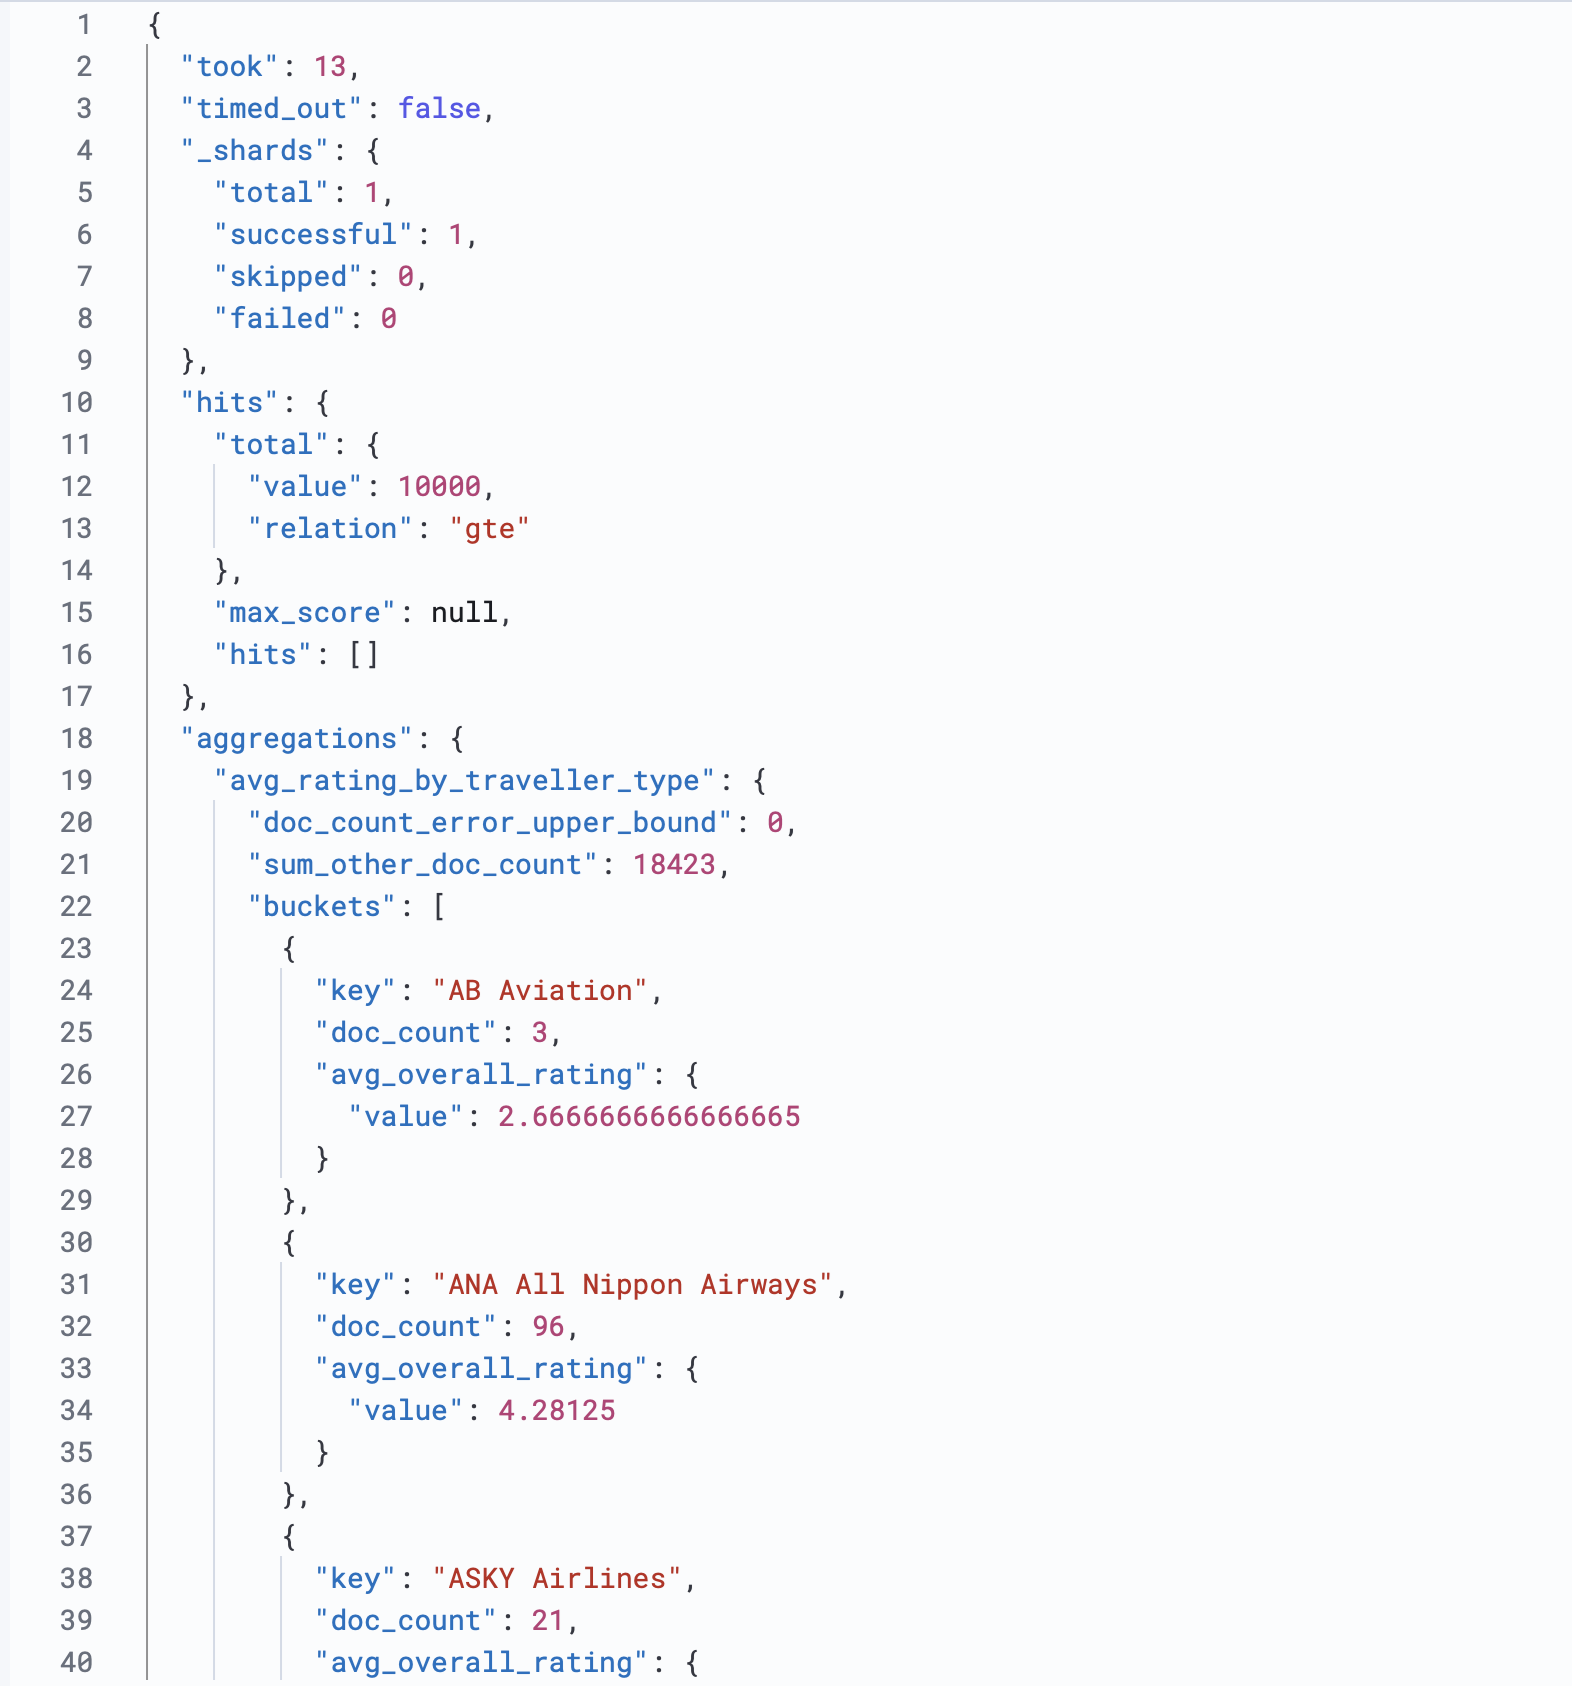 1 {
2   "took": 13,
3   "timed_out": false,
4   "_shards": {
5     "total": 1,
6     "successful": 1,
7     "skipped": 0,
8     "failed": 0
9   },
10   "hits": {
11     "total": {
12       "value": 10000,
13       "relation": "gte"
14     },
15     "max_score": null,
16     "hits": []
17   },
18   "aggregations": {
19     "avg_rating_by_traveller_type": {
20       "doc_count_error_upper_bound": 0,
21       "sum_other_doc_count": 18423,
22       "buckets": [
23         {
24           "key": "AB Aviation",
25           "doc_count": 3,
26           "avg_overall_rating": {
27             "value": 2.6666666666666665
28           }
29         },
30         {
31           "key": "ANA All Nippon Airways",
32           "doc_count": 96,
33           "avg_overall_rating": {
34             "value": 4.28125
35           }
36         },
37         {
38           "key": "ASKY Airlines",
39           "doc_count": 21,
40           "avg_overall_rating": {